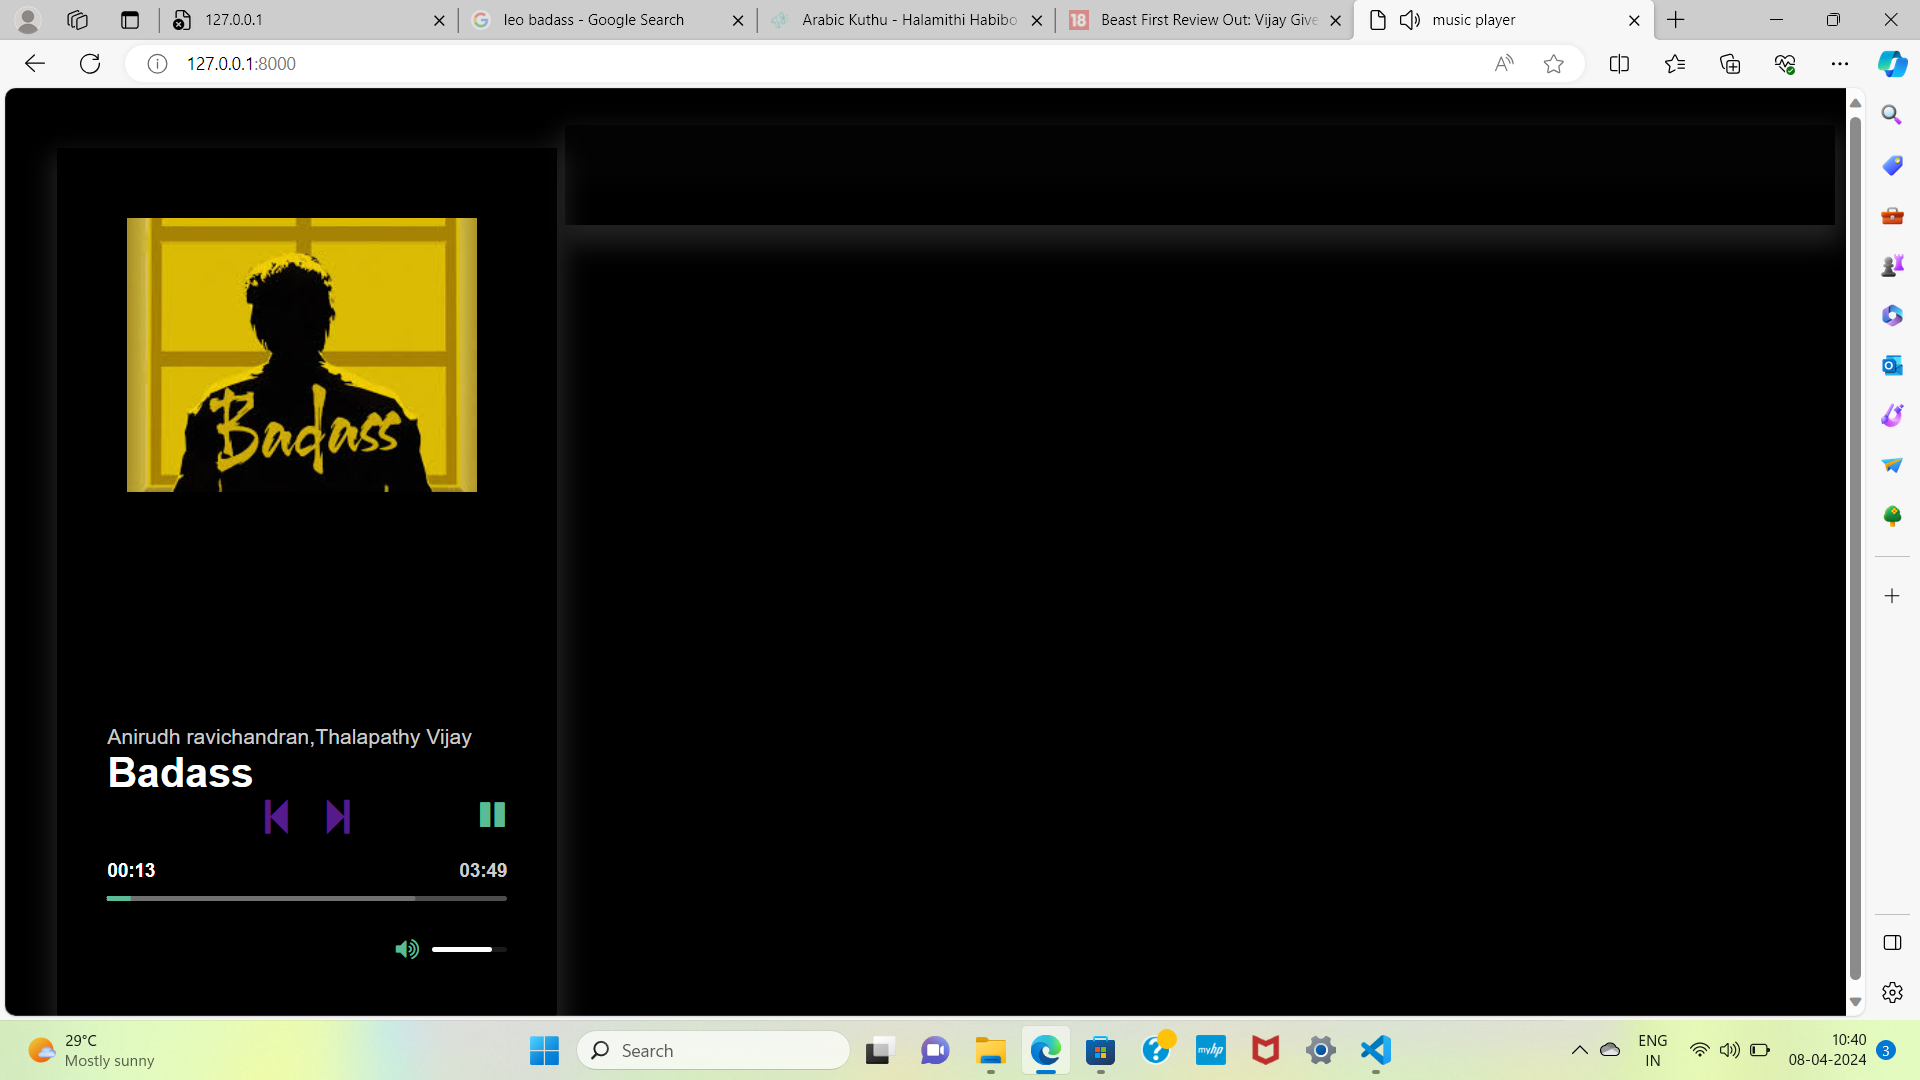 127.0.0.1
leo badass - Google Search
Arabic Kuthu - Halamithi Habibo
18
Beast First Review Out: Vijay Give
music player
127.0.0.1:8000
Badass
Anirudh ravichandran,Thalapathy Vijay
Badass
00:13
03:49
29°C
Mostly sunny
Search
myhp
ENG
IN
10:40
08-04-2024
3